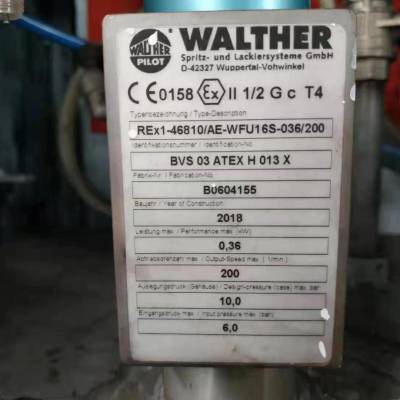 WALTHER
PILOT
WALTHER
Spritz- und Lackiersysteme GmbH
D-42327 Wuppertal-Vohwinkel
CE0158 Ex II 1/2 G c T4
Typenbezeichnung / Type-Description
REx1-46810/AE-WFU16S-036/200
Identifikationsnummer / Identification-No.
BVS 03 ATEX H 013 X
Fabrik-Nr. / Fabrication-No.
B0604155
Baujahr / Year of Construction
2018
Leistung max. / Performance max. (kW)
0,36
Abtriebsdrehzahl max. / Output-Speed max. ( 1/min )
200
Auslegungsdruck (Gehäuse) / Design-pressure (case) max. bar
10,0
Eingangsdruck max. / Input pressure max. bar
6,0